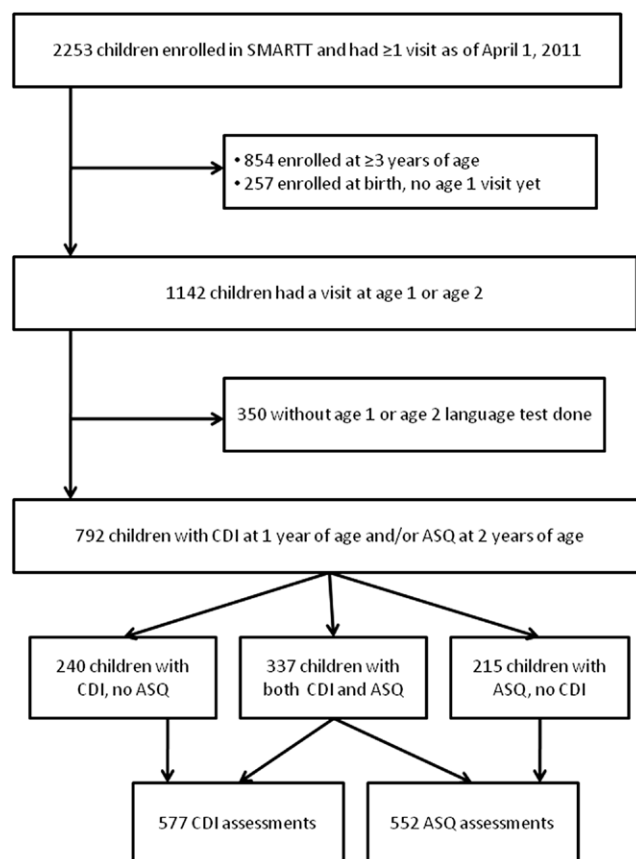 2253 children enrolled in SMARTT and had ≥1 visit as of April 1, 2011
• 854 enrolled at ≥3 years of age
• 257 enrolled at birth, no age 1 visit yet
1142 children had a visit at age 1 or age 2
350 without age 1 or age 2 language test done
792 children with CDI at 1 year of age and/or ASQ at 2 years of age
240 children with
CDI, no ASQ
337 children with
both CDI and ASQ
215 children with
ASQ, no CDI
577 CDI assessments
552 ASQ assessments